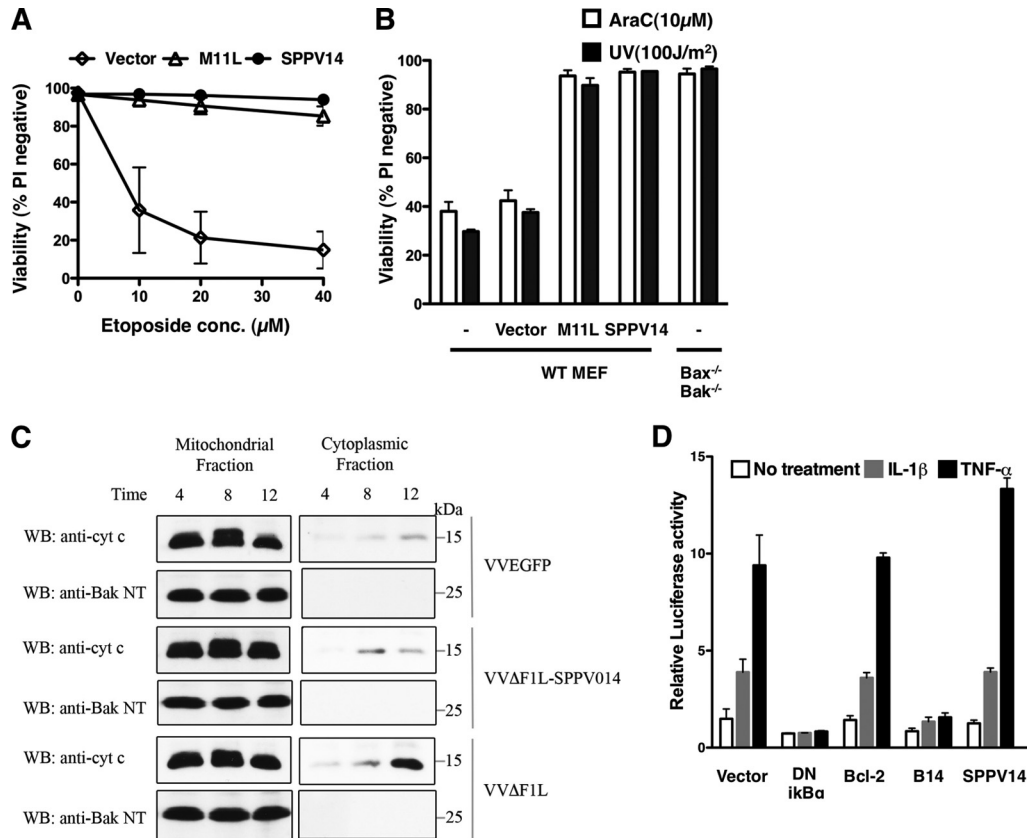 A
Vector M11L SPPV14
Viability (% PI negative)
100
80
60
40
20
0
0 10 20 30 40
Etoposide conc. (µM)
B
AraC(10µM)
UV(100J/m²)
Viability (% PI negative)
100
80
60
40
20
0
- Vector M11L SPPV14 -
WT MEF
Bax-/-
Bak-/-
C
Mitochondrial Fraction
Cytoplasmic Fraction
Time 4 8 12 4 8 12
kDa
WB: anti-cyt c -15
WB: anti-Bak NT -25
VVEGFP
WB: anti-cyt c -15
WB: anti-Bak NT -25
VVΔF1L-SPPV014
WB: anti-cyt c -15
WB: anti-Bak NT -25
VVΔF1L
D
No treatment IL-1β TNF-α
Relative Luciferase activity
15
10
5
0
Vector DN ikBα Bcl-2 B14 SPPV14